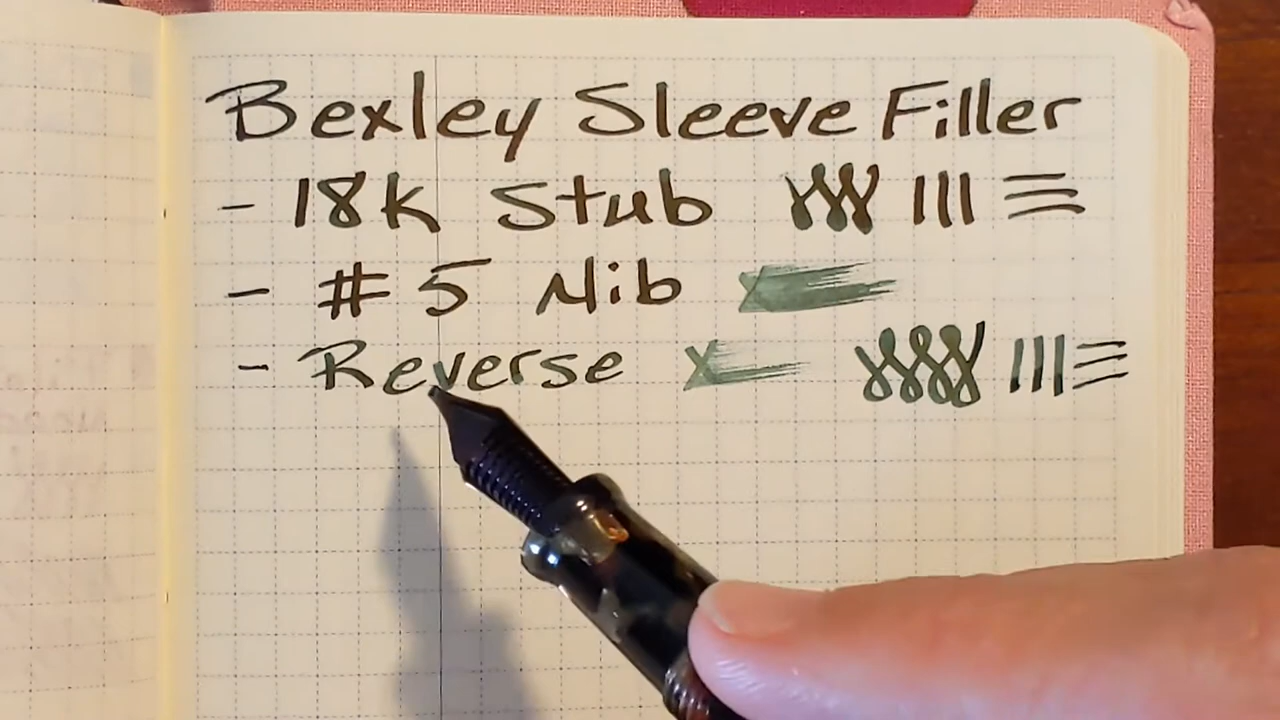 Bexley Sleeve Filler
- 18K Stub
- #5 Nib x
- Reverse x